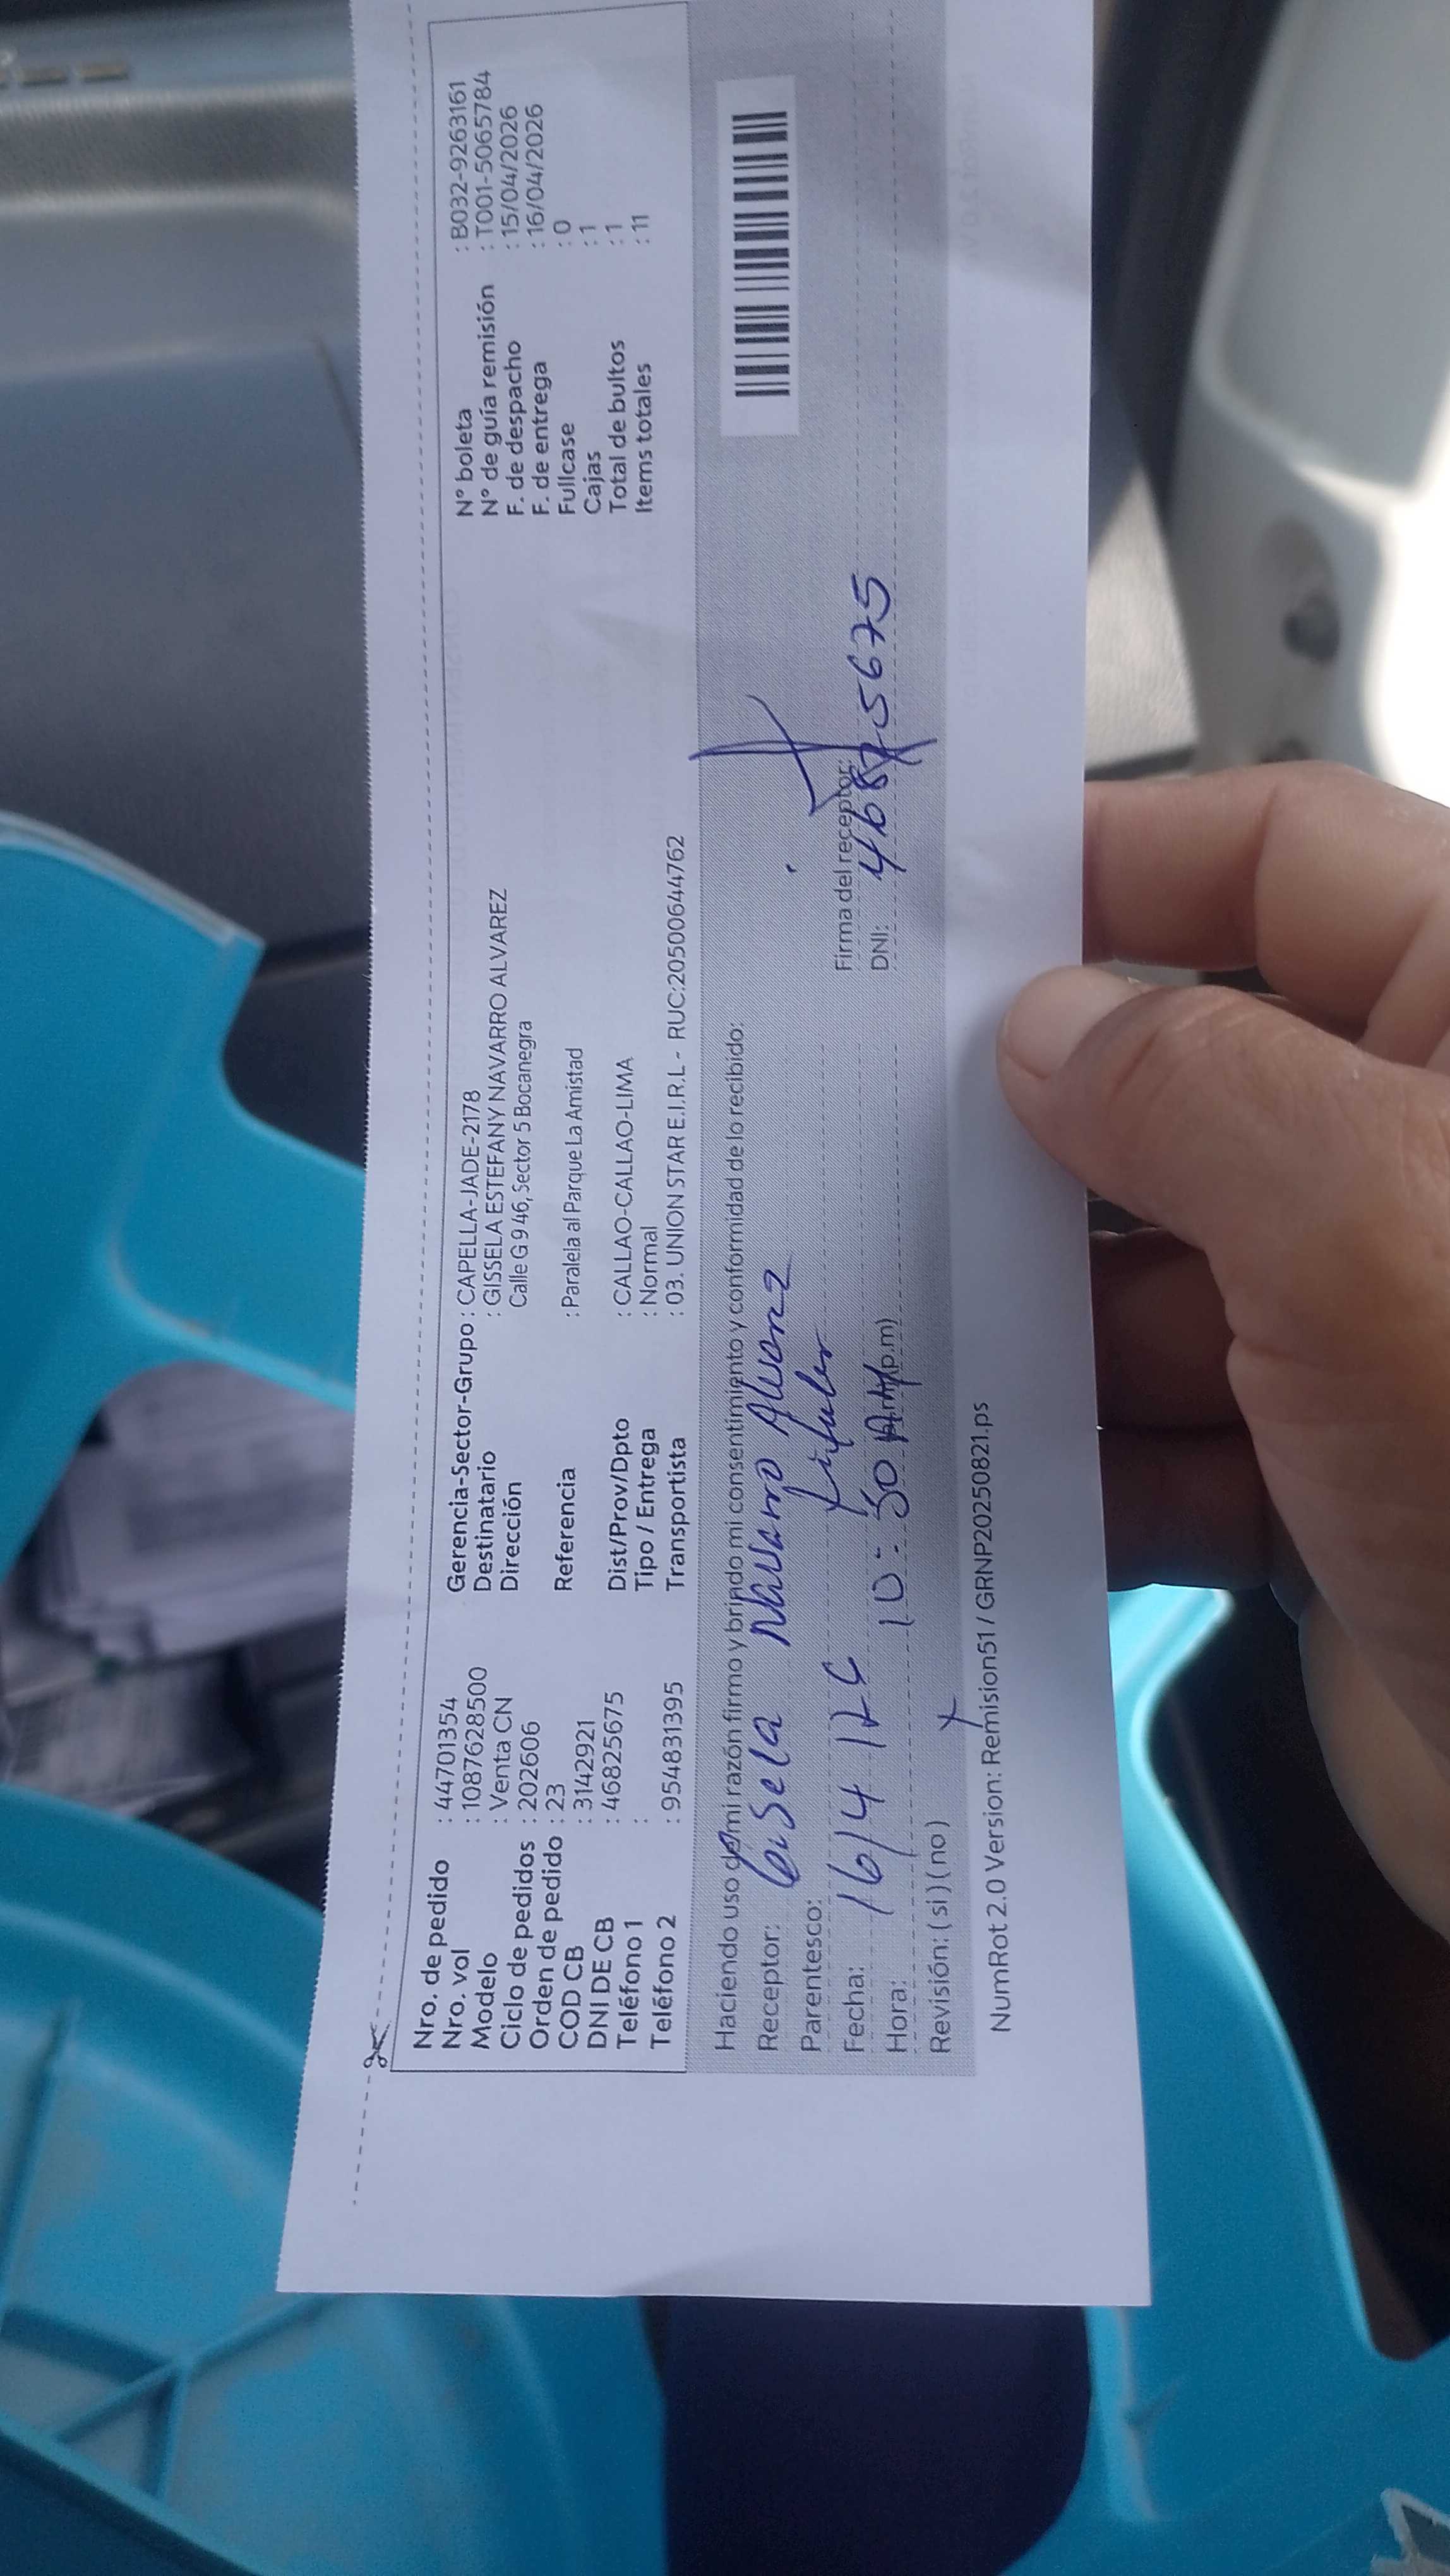 Nro. de pedido : 44701354
Nro. vol : 1087628500
Modelo : Venta CN
Ciclo de pedidos : 202606
Orden de pedido : 23
COD CB : 3142921
DNI DE CB : 46825675
Teléfono 1 :
Teléfono 2 : 954831395
Gerencia-Sector-Grupo : CAPELLA-JADE-2178
Destinatario : GISSELA ESTEFANY NAVARRO ALVAREZ
Dirección Calle G 9 46, Sector 5 Bocanegra
Referencia : Paralela al Parque La Amistad
Dist/Prov/Dpto : CALLAO-CALLAO-LIMA
Tipo / Entrega : Normal
Transportista : 03. UNION STAR E.I.R.L - RUC:20500644762
N° boleta : B032-9263161
N° de guía remisión : T001-5065784
F. de despacho : 15/04/2026
F. de entrega : 16/04/2026
Fullcase : 0
Cajas : 1
Total de bultos : 1
Items totales : 11
Haciendo uso de mi razón firmo y brindo mi consentimiento y conformidad de lo recibido:
Receptor: Gisela Navarro
Parentesco: titular
Fecha: 16/4/26
Hora: 10:30 Am (p.m)
Revisión: ( si ) ( no )
Firma del receptor:
DNI: 46825675
NumRot 2.0 Version: Remision51 / GRNP20250821.ps